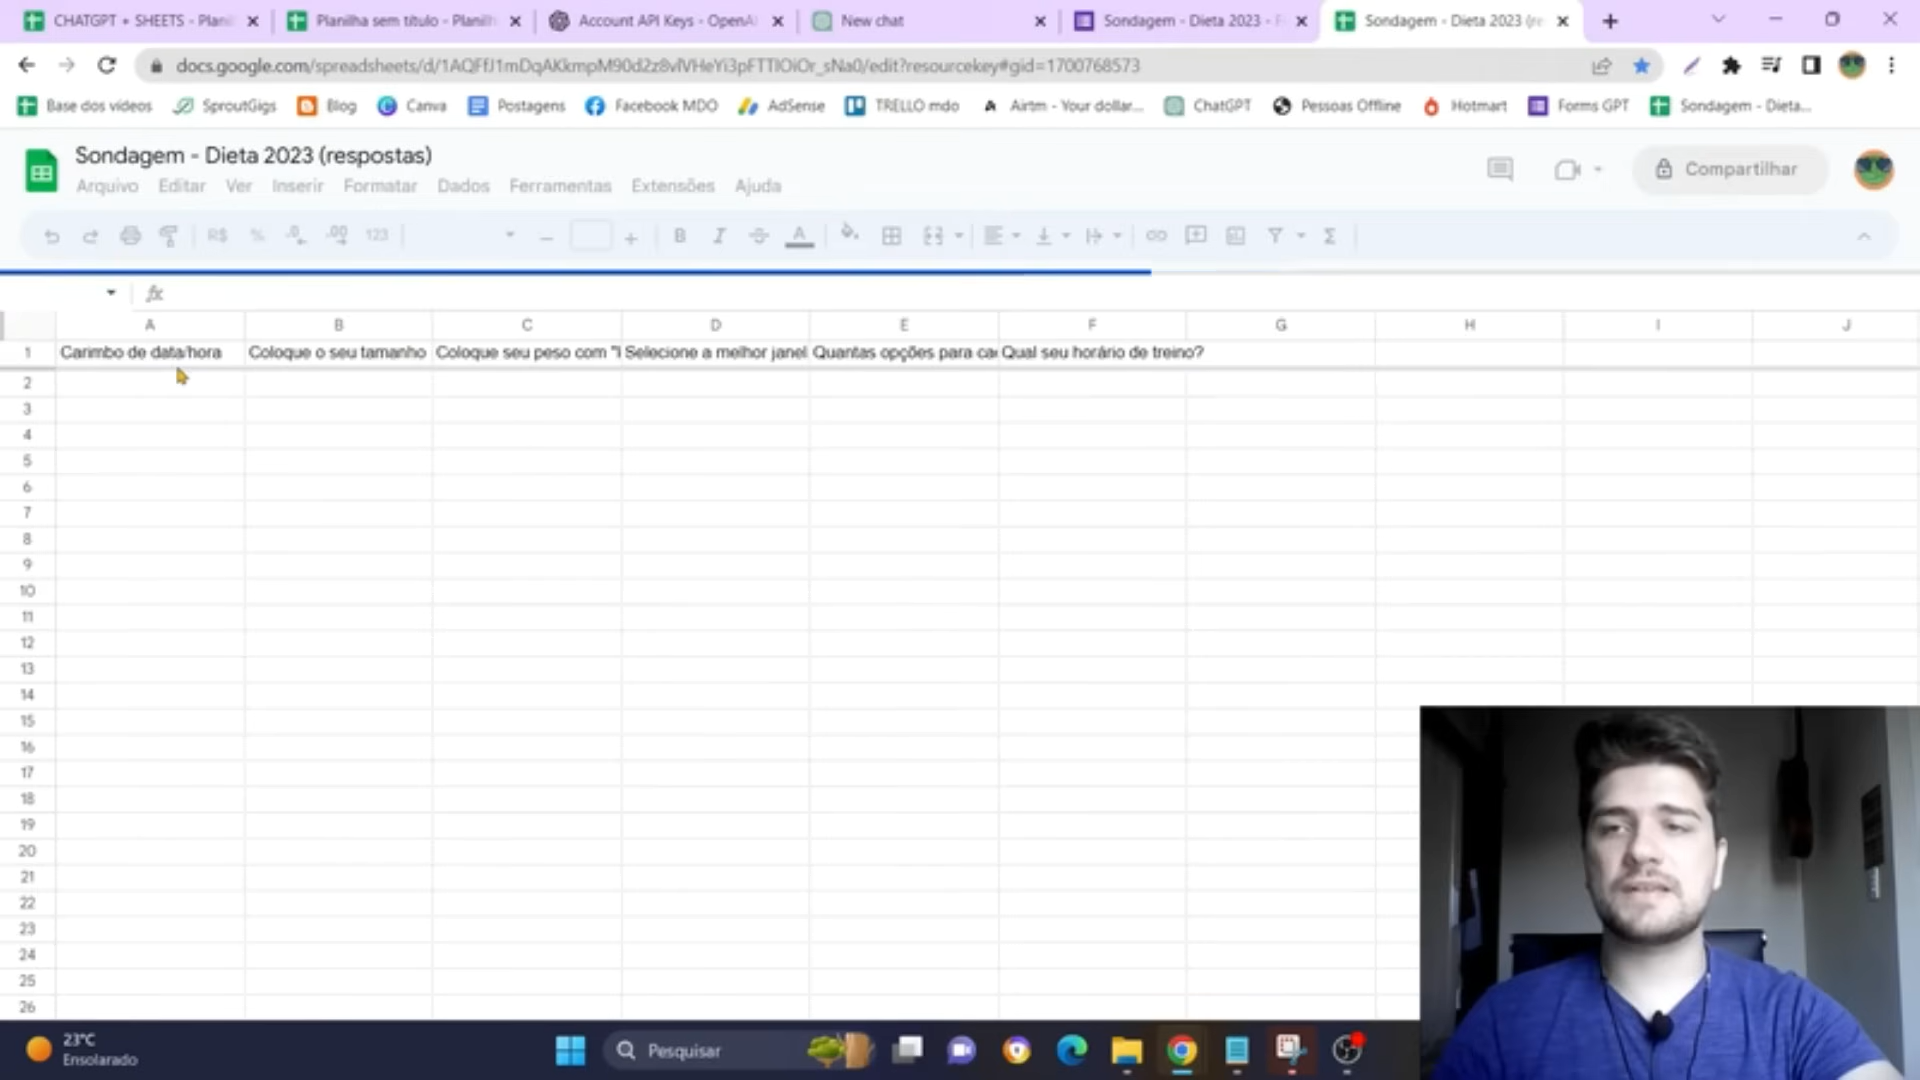 CHATGPT + SHEETS - Plani
Planilha sem título - Planilh
Account API Keys - OpenAI
New chat
Sondagem - Dieta 2023 - F
Sondagem - Dieta 2023 (re
docs.google.com/spreadsheets/d/1AQFfJ1mDqAKkmpM90d2z8vlVHeYi3pFTTIOiOr_sNa0/edit?resourcekey#gid=1700768573
Base dos vídeos
SproutGigs
Blog
Canva
Postagens
Facebook MDO
AdSense
TRELLO mdo
Airtm - Your dollar...
ChatGPT
Pessoas Offline
Hotmart
Forms GPT
Sondagem - Dieta...
Sondagem - Dieta 2023 (respostas)
Arquivo Editar Ver Inserir Formatar Dados Ferramentas Extensões Ajuda
Compartilhar
R$ % .0 .00 123
B I A
fx
A B C D E F G H I J
1 Carimbo de data/hora Coloque o seu tamanho Coloque seu peso com "l Selecione a melhor janel Quantas opções para ca Qual seu horário de treino?
2
3
4
5
6
7
8
9
10
11
12
13
14
15
16
17
18
19
20
21
22
23
24
25
26
23°C
Ensolarado
Pesquisar